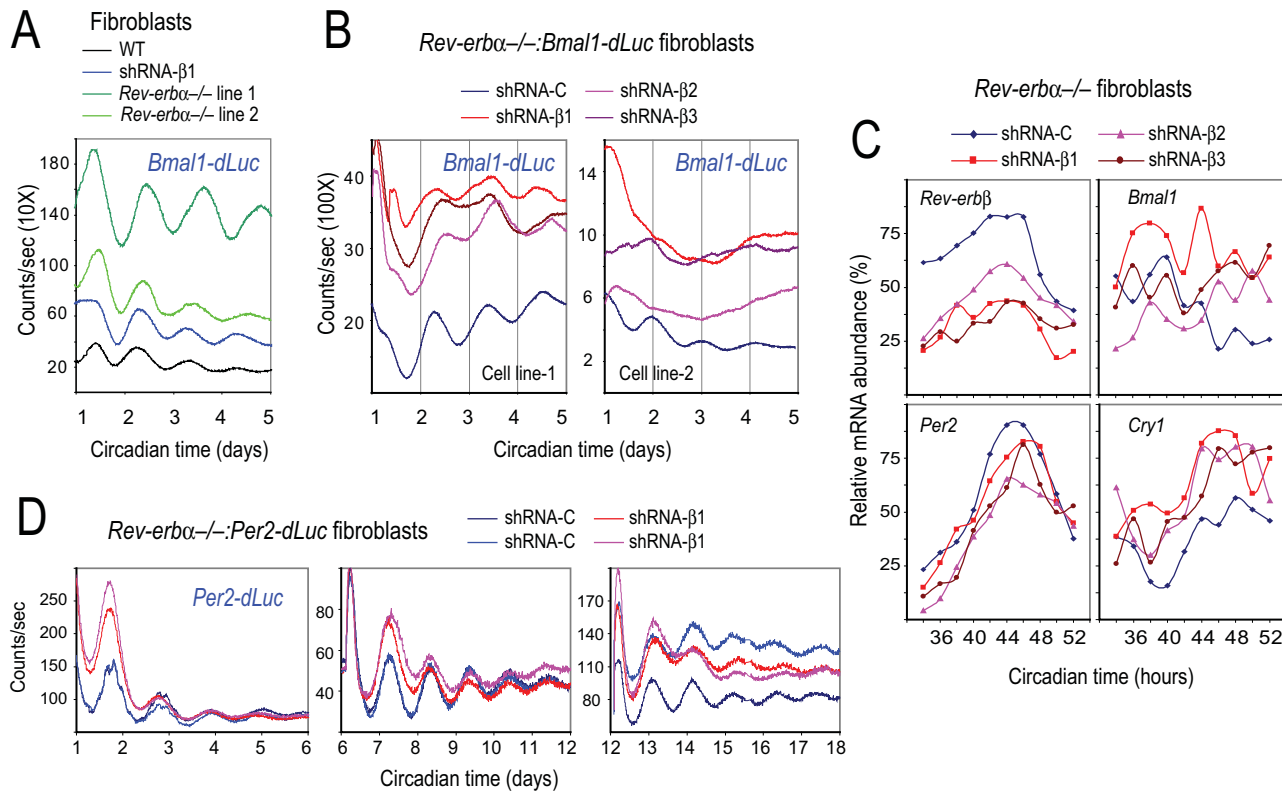 A
Fibroblasts
WT
shRNA-β1
Rev-erbα–/– line 1
Rev-erbα–/– line 2
Bmal1-dLuc
Counts/sec (10X)
180
140
100
60
20
1 2 3 4 5
Circadian time (days)
B
Rev-erbα–/–:Bmal1-dLuc fibroblasts
shRNA-C
shRNA-β2
shRNA-β1
shRNA-β3
Bmal1-dLuc
Bmal1-dLuc
Counts/sec (100X)
40
30
20
14
10
6
2
Cell line-1
Cell line-2
1 2 3 4 5
1 2 3 4 5
Circadian time (days)
C
Rev-erbα–/– fibroblasts
shRNA-C
shRNA-β2
shRNA-β1
shRNA-β3
Rev-erbβ
Bmal1
Per2
Cry1
Relative mRNA abundance (%)
75
50
25
75
50
25
36 40 44 48 52
36 40 44 48 52
Circadian time (hours)
D
Rev-erbα–/–:Per2-dLuc fibroblasts
shRNA-C
shRNA-β1
shRNA-C
shRNA-β1
Per2-dLuc
Counts/sec
250
200
150
100
80
60
40
170
140
110
80
1 2 3 4 5 6
6 7 8 9 10 11 12
12 13 14 15 16 17 18
Circadian time (days)